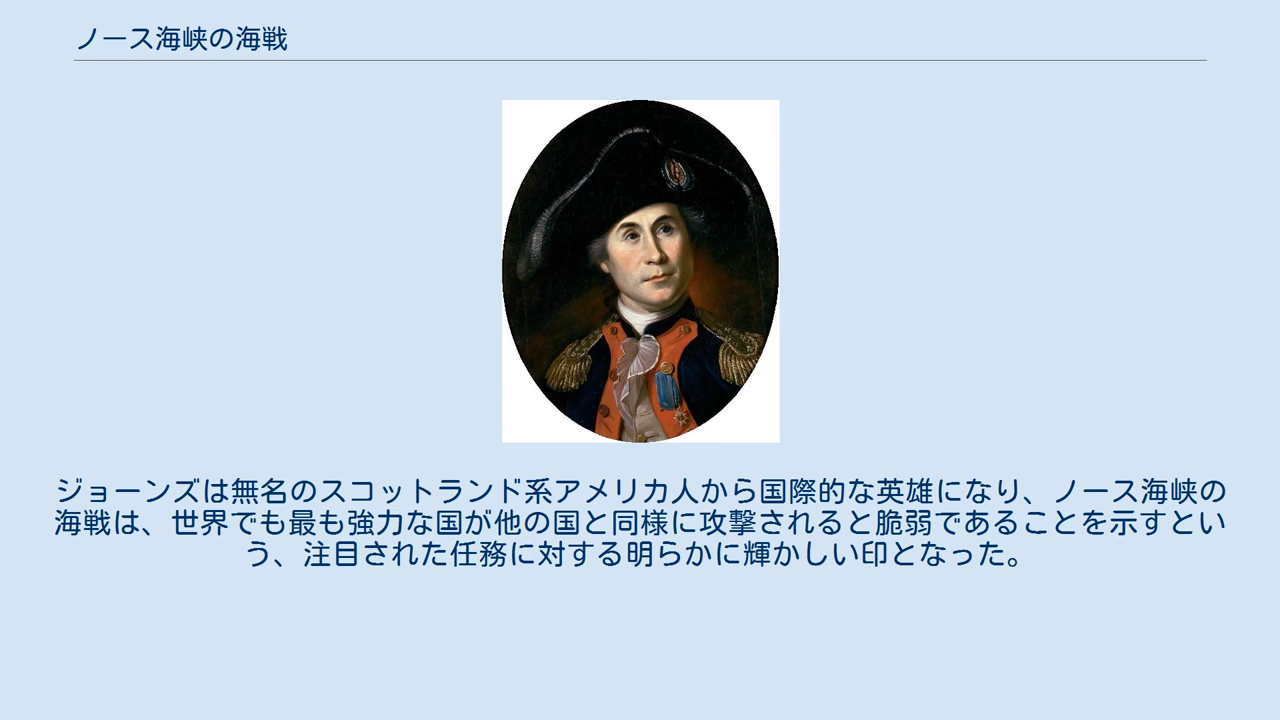 ノース海峡の海戦
ジョーンズは無名のスコットランド系アメリカ人から国際的な英雄になり、ノース海峡の
海戦は、世界でも最も強力な国が他の国と同様に攻撃されると脆弱であることを示すとい
う、注目された任務に対する明らかに輝かしい印となった。